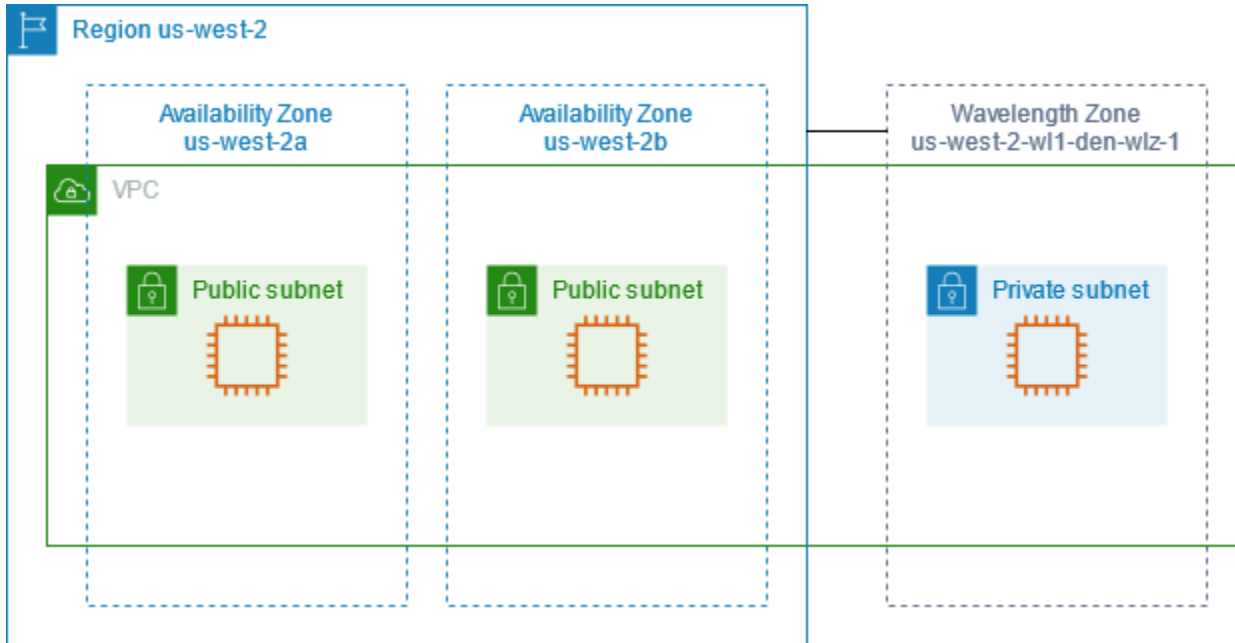 Region us-west-2
Availability Zone
us-west-2a
Availability Zone
us-west-2b
Wavelength Zone
us-west-2-wl1-den-wlz-1
VPC
Public subnet
Public subnet
Private subnet